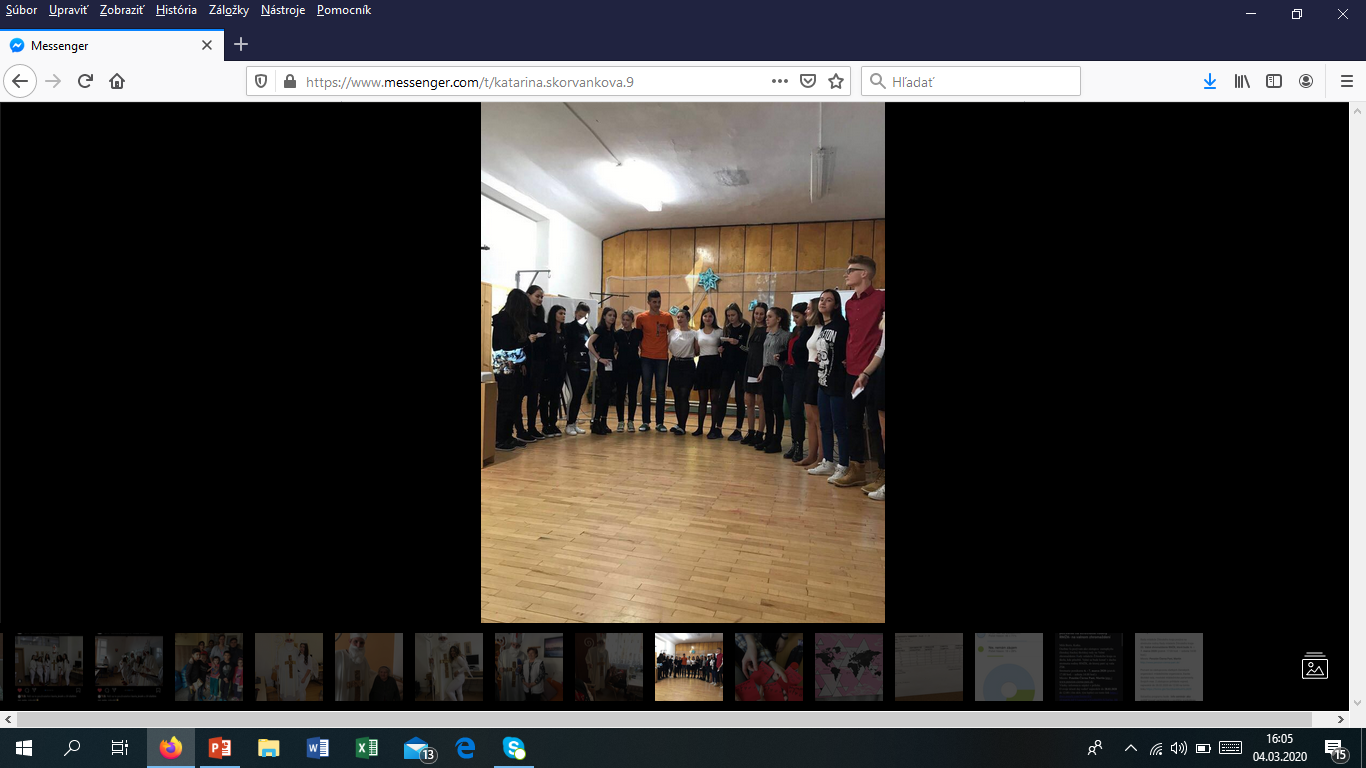 Súbor Upraviť Zobraziť História Záložky Nástroje Pomocník
Messenger
https://www.messenger.com/t/katarina.skorvankova.9
Hľadať
13
16:05
04.03.2020
15